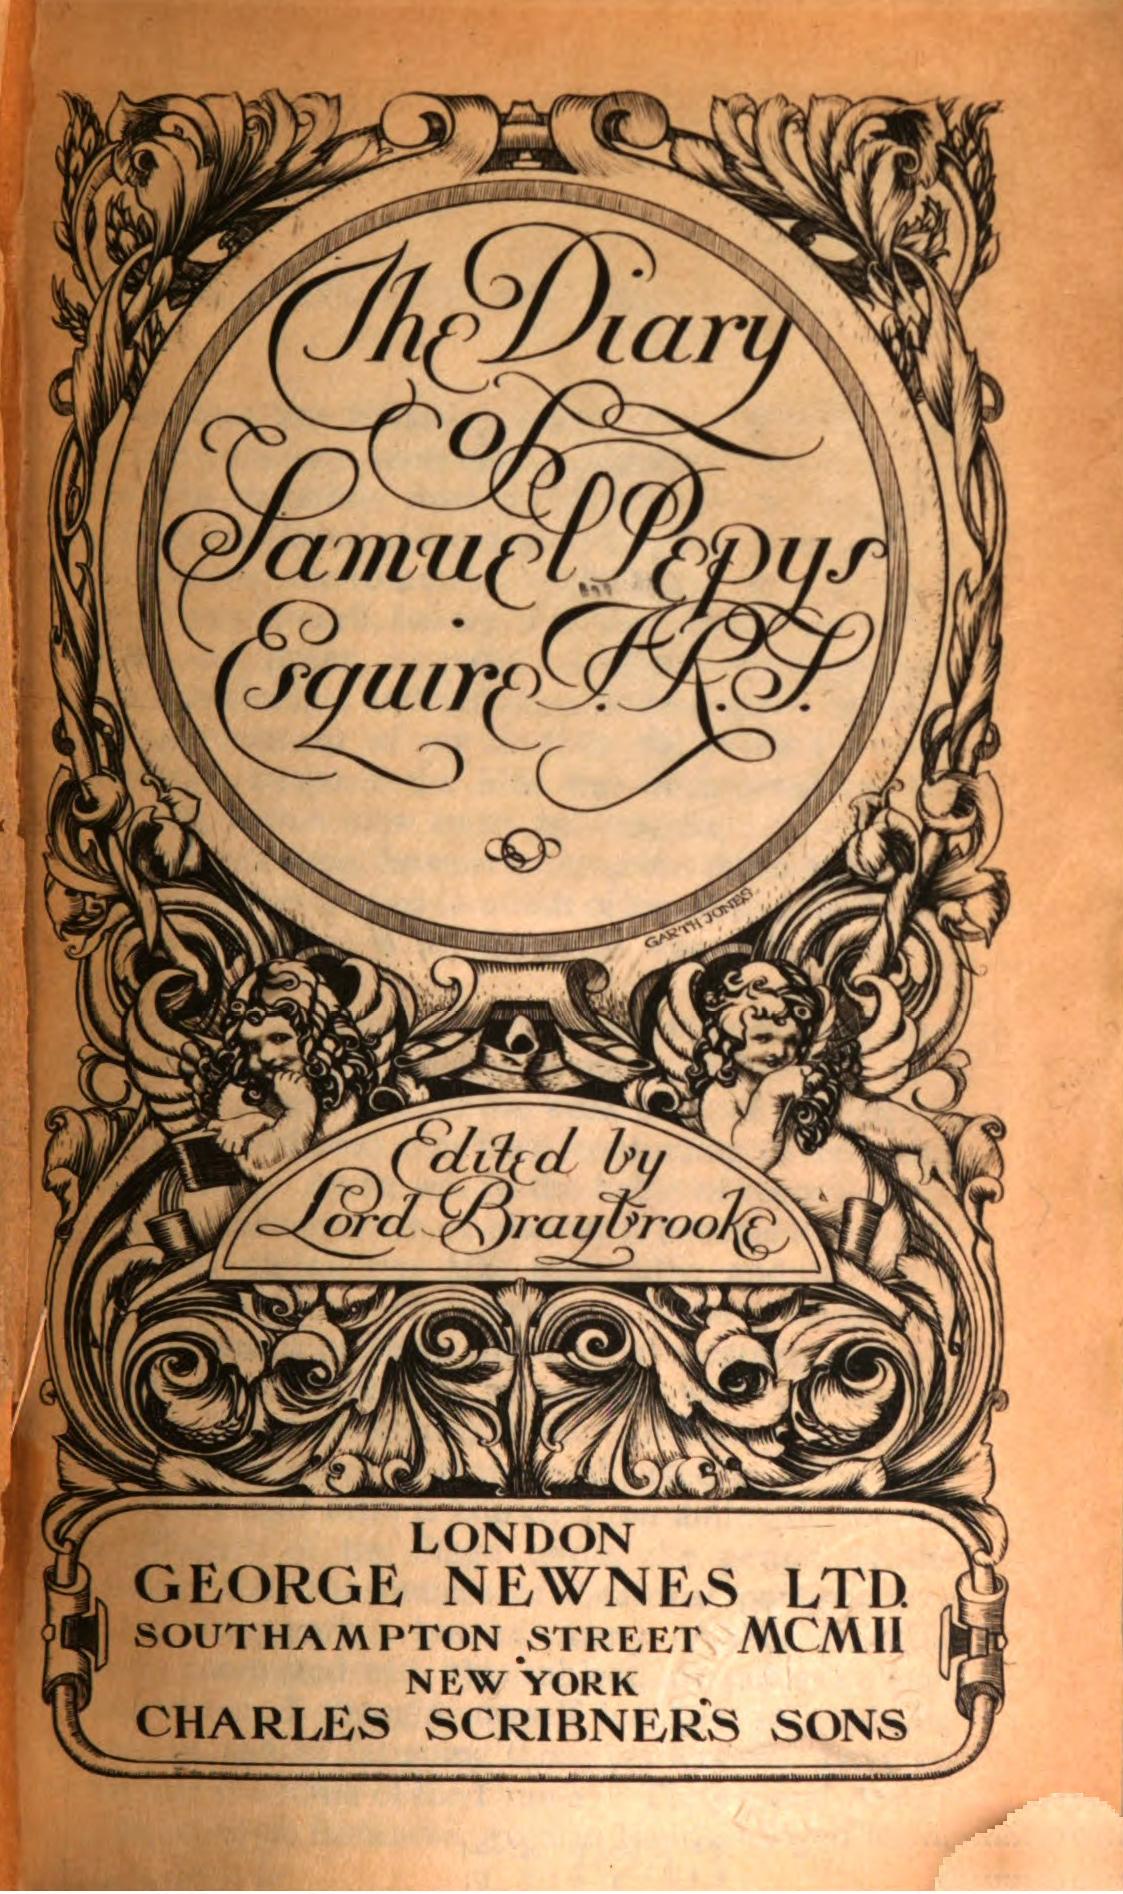 The Diary
of
Samuel Pepys
Esquire F.R.S.
GARTH JONES
Edited by
Lord Braybrooke
LONDON
GEORGE NEWNES LTD.
SOUTHAMPTON STREET MCMII
NEW YORK
CHARLES SCRIBNER'S SONS